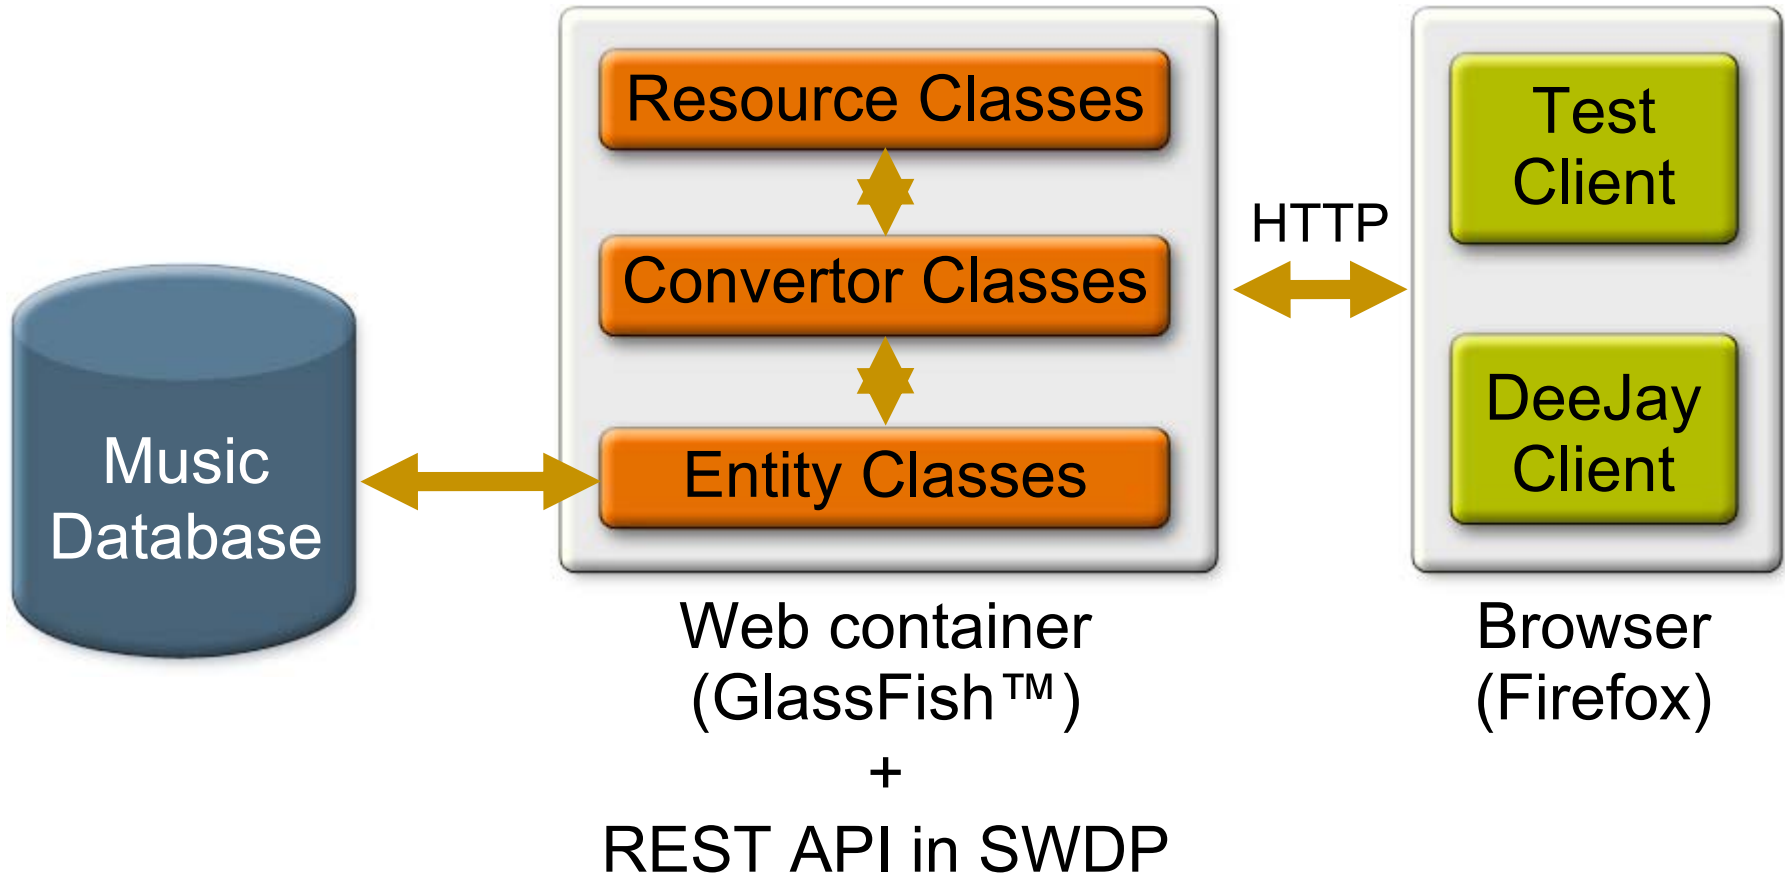 Music
Database
Resource Classes
Convertor Classes
Entity Classes
Web container
(GlassFish™)
+
REST API in SWDP
HTTP
Test
Client
DeeJay
Client
Browser
(Firefox)